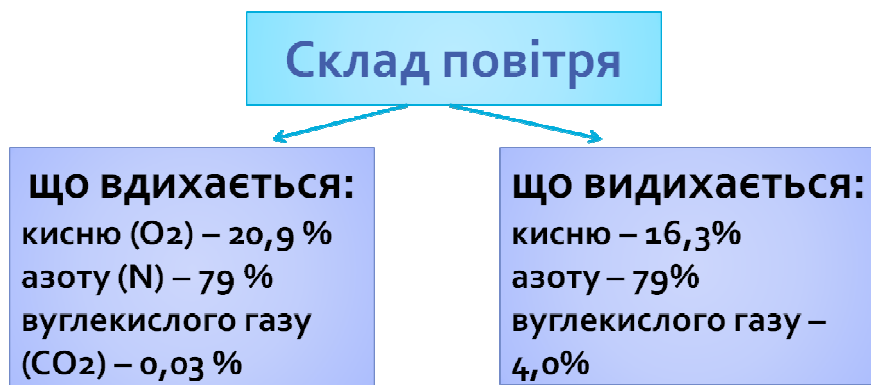 Склад повітря
що вдихається:
кисню (О2) – 20,9 %
азоту (N) – 79 %
вуглекислого газу
(СО2) – 0,03 %
що видихається:
кисню – 16,3%
азоту – 79%
вуглекислого газу –
4,0%